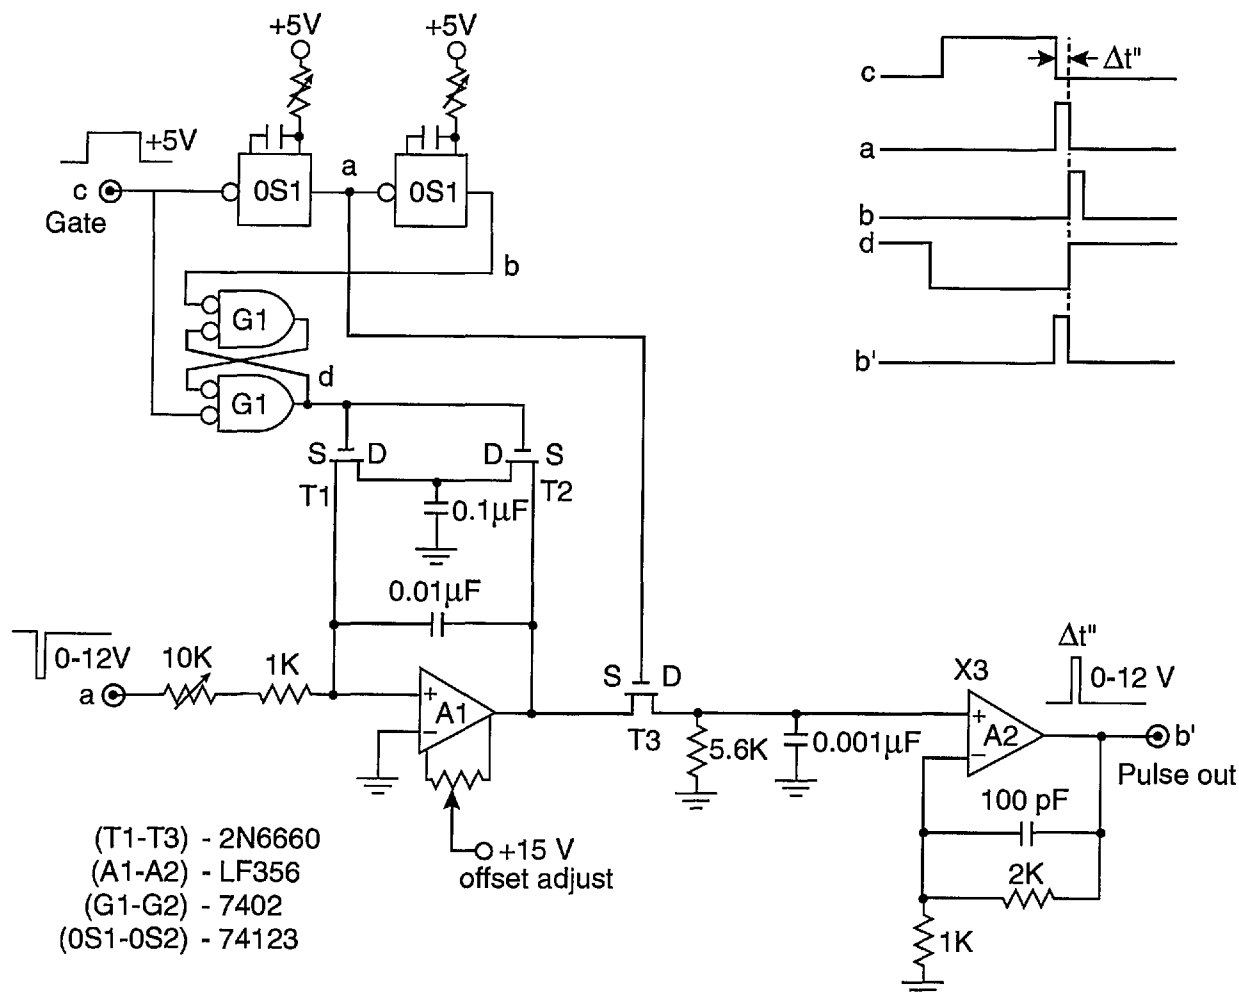 +5V
+5V
+5V
c
Gate
0S1
a
0S1
b
G1
G1
d
S
D
D
S
T1
T2
0.1µF
0.01µF
0-12V
a
10K
1K
+
A1
−
+15 V
offset adjust
S
D
T3
5.6K
0.001µF
X3
+
A2
−
Δt"
0-12 V
b'
Pulse out
100 pF
2K
1K
(T1-T3) - 2N6660
(A1-A2) - LF356
(G1-G2) - 7402
(0S1-0S2) - 74123
c
Δt"
a
b
d
b'